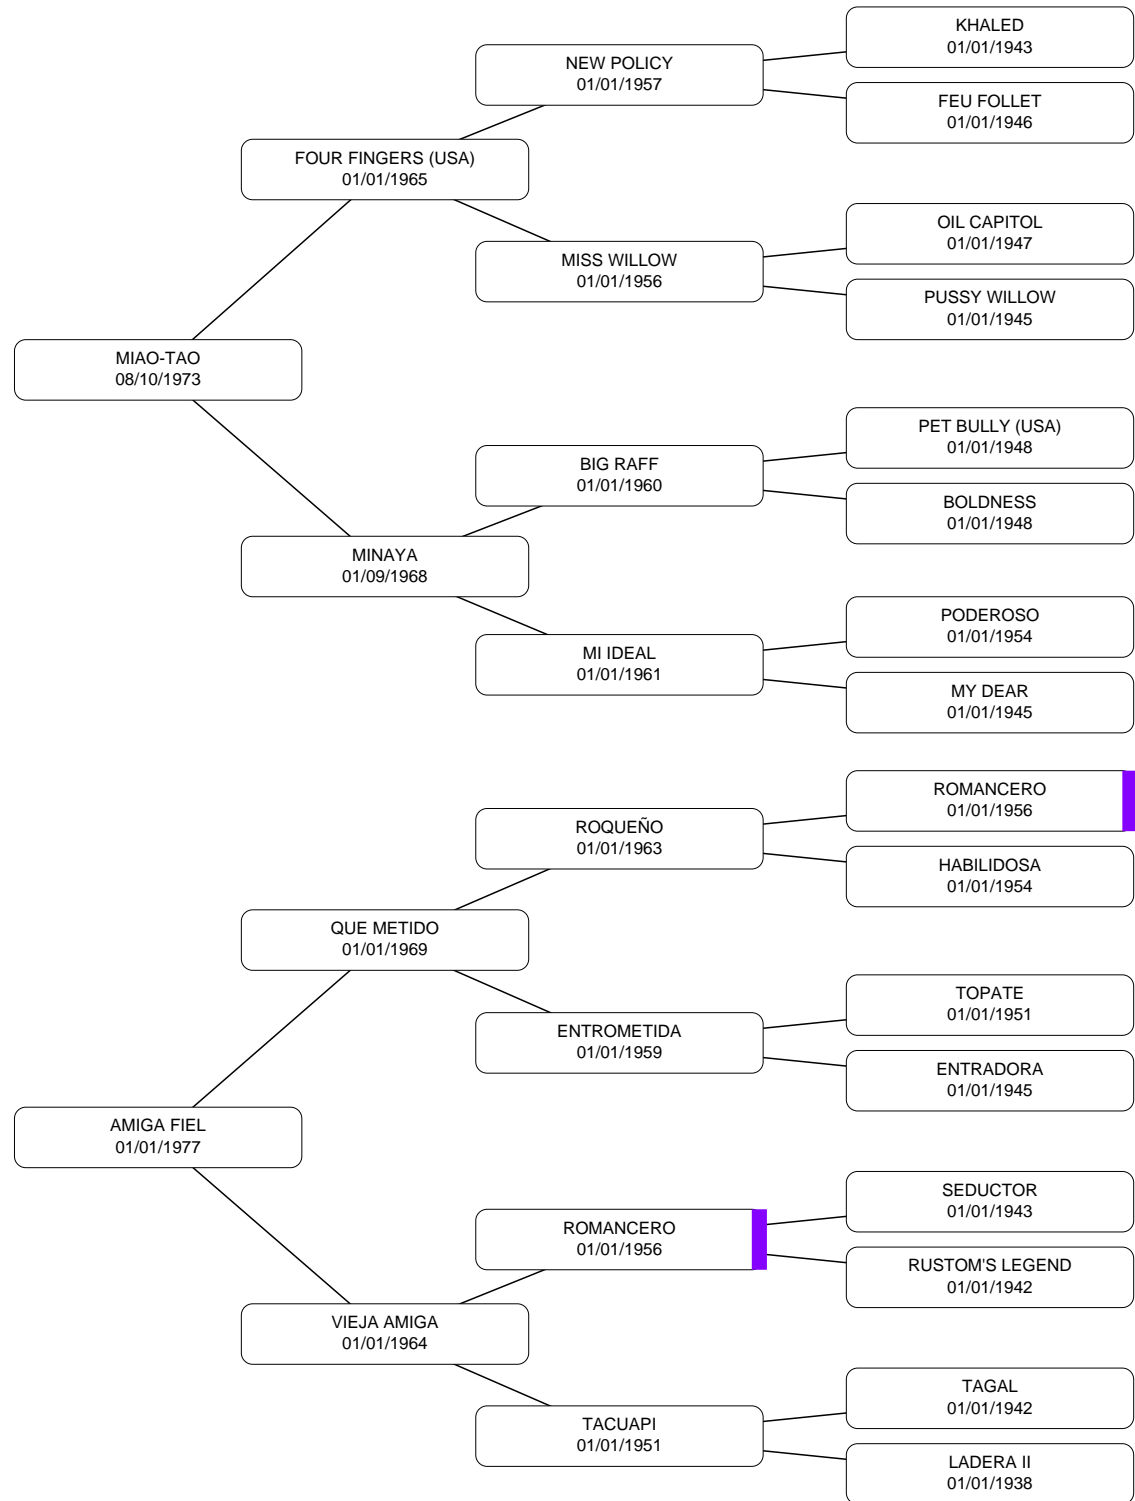 KHALED
01/01/1943
NEW POLICY
01/01/1957
FEU FOLLET
01/01/1946
FOUR FINGERS (USA)
01/01/1965
OIL CAPITOL
01/01/1947
MISS WILLOW
01/01/1956
PUSSY WILLOW
01/01/1945
MIAO-TAO
08/10/1973
PET BULLY (USA)
01/01/1948
BIG RAFF
01/01/1960
BOLDNESS
01/01/1948
MINAYA
01/09/1968
PODEROSO
01/01/1954
MI IDEAL
01/01/1961
MY DEAR
01/01/1945
ROMANCERO
01/01/1956
ROQUEÑO
01/01/1963
HABILIDOSA
01/01/1954
QUE METIDO
01/01/1969
TOPATE
01/01/1951
ENTROMETIDA
01/01/1959
ENTRADORA
01/01/1945
AMIGA FIEL
01/01/1977
SEDUCTOR
01/01/1943
ROMANCERO
01/01/1956
RUSTOM'S LEGEND
01/01/1942
VIEJA AMIGA
01/01/1964
TAGAL
01/01/1942
TACUAPI
01/01/1951
LADERA II
01/01/1938